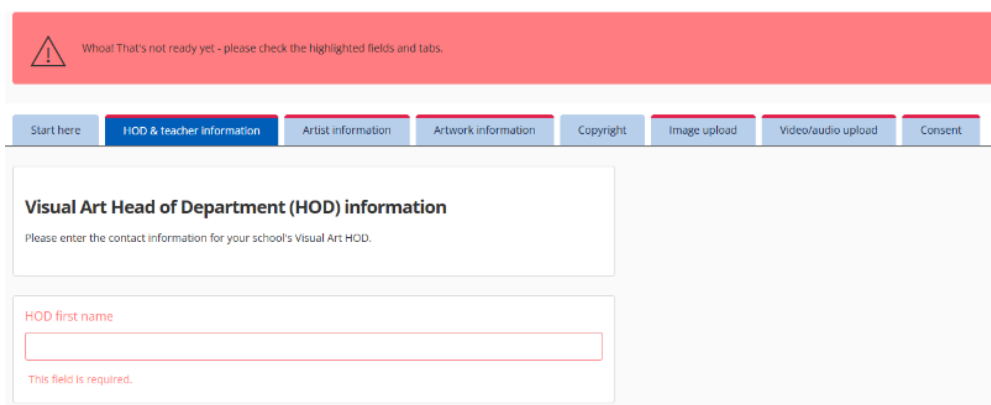 Whoa! That's not ready yet - please check the highlighted fields and tabs.
Start here
HOD & teacher information
Artist information
Artwork information
Copyright
Image upload
Video/audio upload
Consent
Visual Art Head of Department (HOD) information
Please enter the contact information for your school's Visual Art HOD.
HOD first name
This field is required.